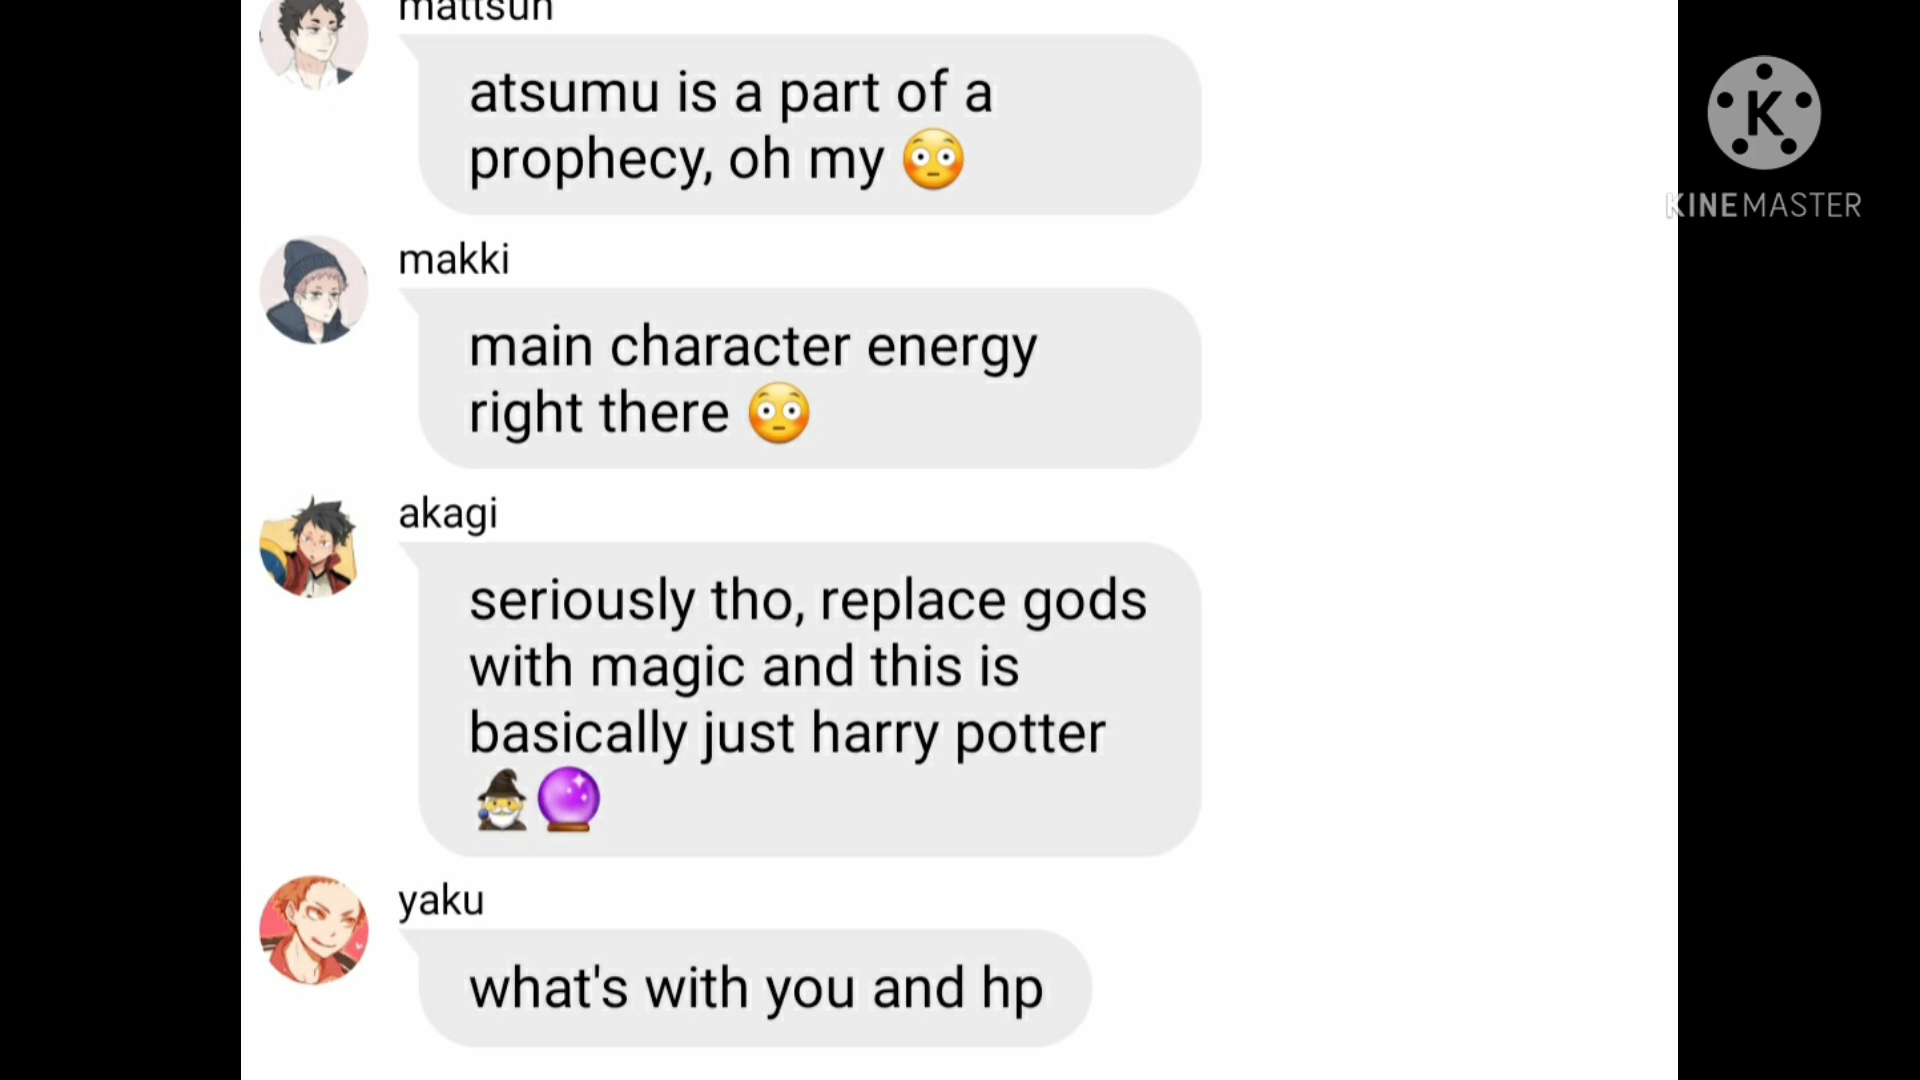 mattsun
atsumu is a part of a
prophecy, oh my 😳
makki
main character energy
right there 😳
akagi
seriously tho, replace gods
with magic and this is
basically just harry potter
🧙‍♂️🔮
yaku
what's with you and hp
K
KINEMASTER